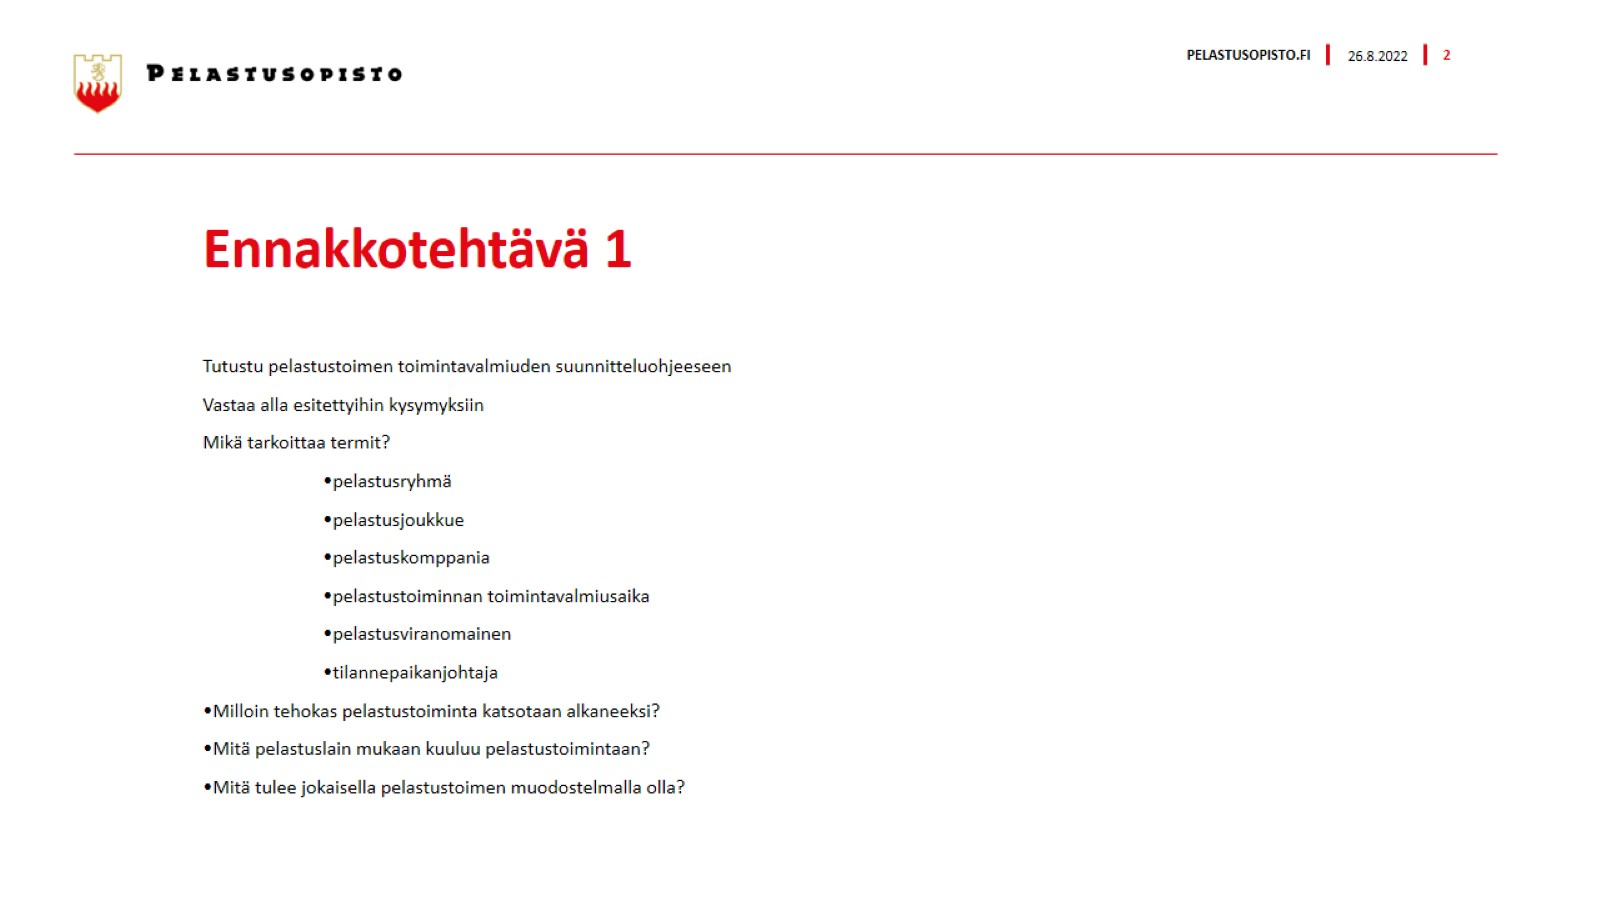 PELASTUSOPISTO
PELASTUSOPISTO.FI 26.8.2022 2
Ennakkotehtävä 1
Tutustu pelastustoimen toimintavalmiuden suunnitteluohjeeseen
Vastaa alla esitettyihin kysymyksiin
Mikä tarkoittaa termit?
•pelastusryhmä
•pelastusjoukkue
•pelastuskomppania
•pelastustoiminnan toimintavalmiusaika
•pelastusviranomainen
•tilannepaikanjohtaja
•Milloin tehokas pelastustoiminta katsotaan alkaneeksi?
•Mitä pelastuslain mukaan kuuluu pelastustoimintaan?
•Mitä tulee jokaisella pelastustoimen muodostelmalla olla?